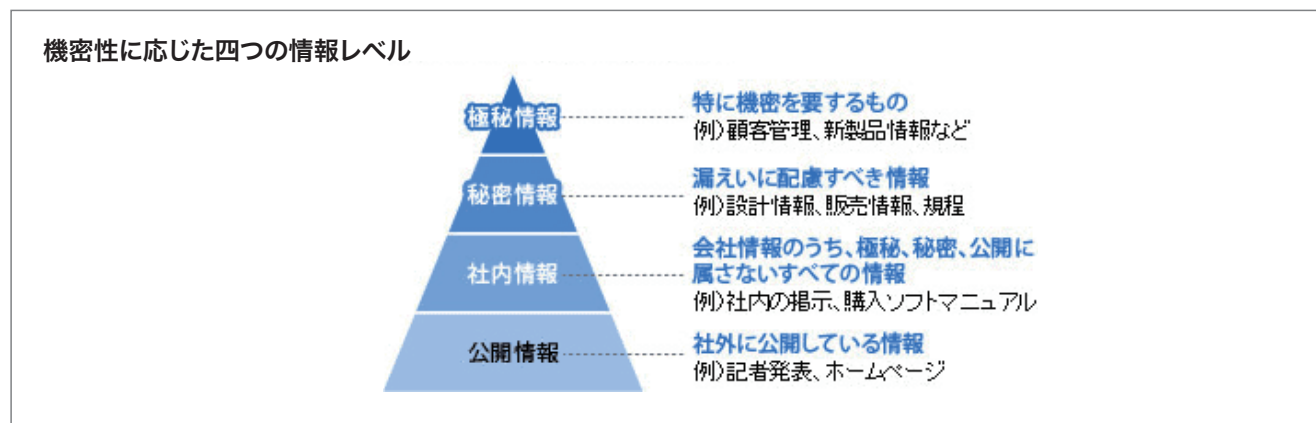 機密性に応じた四つの情報レベル
極秘情報
特に機密を要するもの
例)顧客管理、新製品情報など
秘密情報
漏えいに配慮すべき情報
例)設計情報、販売情報、規程
社内情報
会社情報のうち、極秘、秘密、公開に
属さないすべての情報
例)社内の掲示、購入ソフトマニュアル
公開情報
社外に公開している情報
例)記者発表、ホームページ